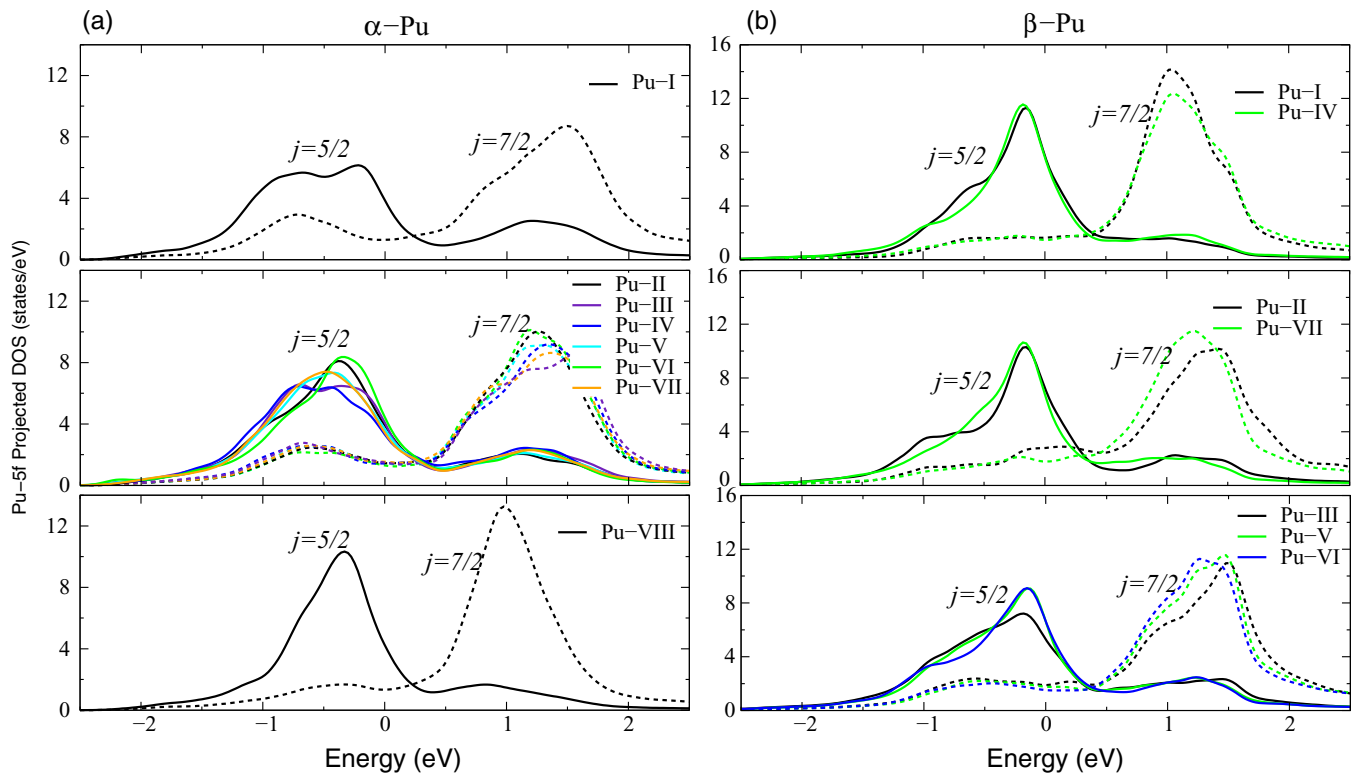 (a)
α−Pu
12
8
4
0
j=5/2
j=7/2
Pu−I
12
8
4
0
j=5/2
j=7/2
Pu−II
Pu−III
Pu−IV
Pu−V
Pu−VI
Pu−VII
12
8
4
0
j=5/2
j=7/2
Pu−VIII
−2
−1
0
1
2
Energy (eV)
Pu−5f Projected DOS (states/eV)
(b)
β−Pu
16
12
8
4
0
j=5/2
j=7/2
Pu−I
Pu−IV
16
12
8
4
0
j=5/2
j=7/2
Pu−II
Pu−VII
16
12
8
4
0
j=5/2
j=7/2
Pu−III
Pu−V
Pu−VI
−2
−1
0
1
2
Energy (eV)